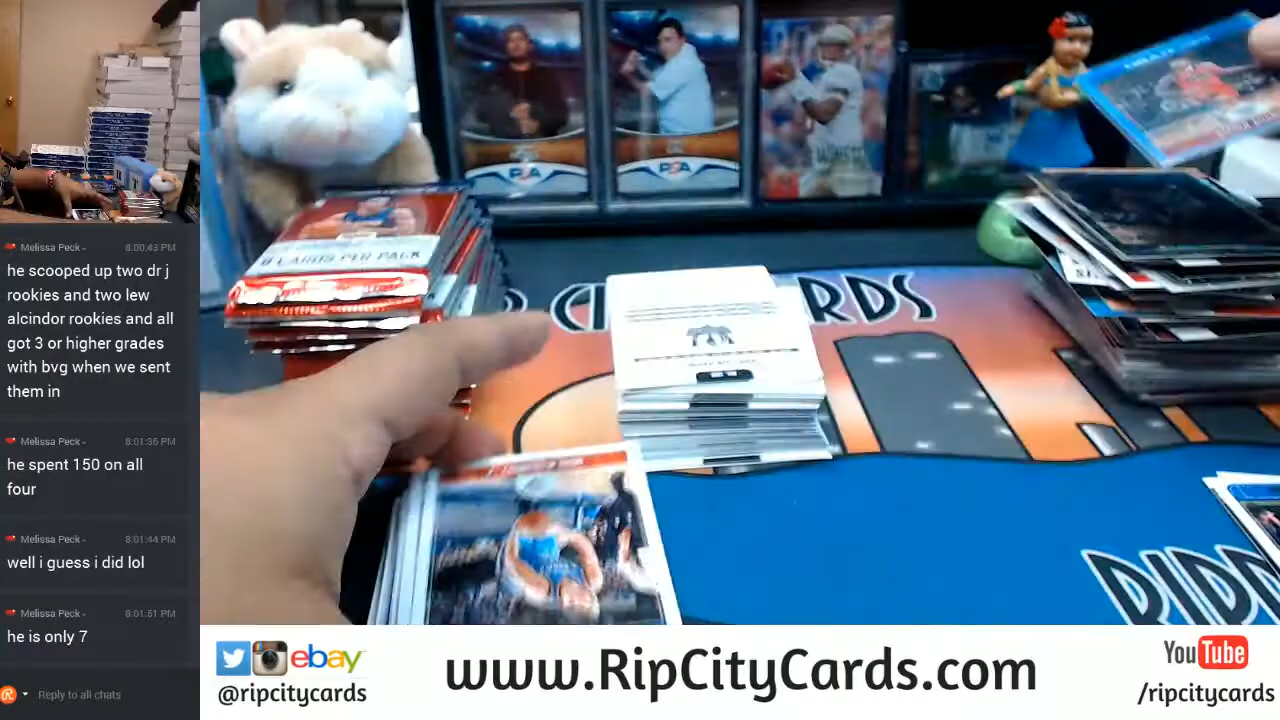 Melissa Peck - 8:00:43 PM
he scooped up two dr j
rookies and two lew
alcindor rookies and all
got 3 or higher grades
with bvg when we sent
them in
Melissa Peck - 8:01:35 PM
he spent 150 on all
four
Melissa Peck - 8:01:44 PM
well i guess i did lol
Melissa Peck - 8:01:51 PM
he is only 7
Reply to all chats
PSA
PSA
8 CARDS PER PACK
RDS
ebay
@ripcitycards
www.RipCityCards.com
YouTube
/ripcitycards